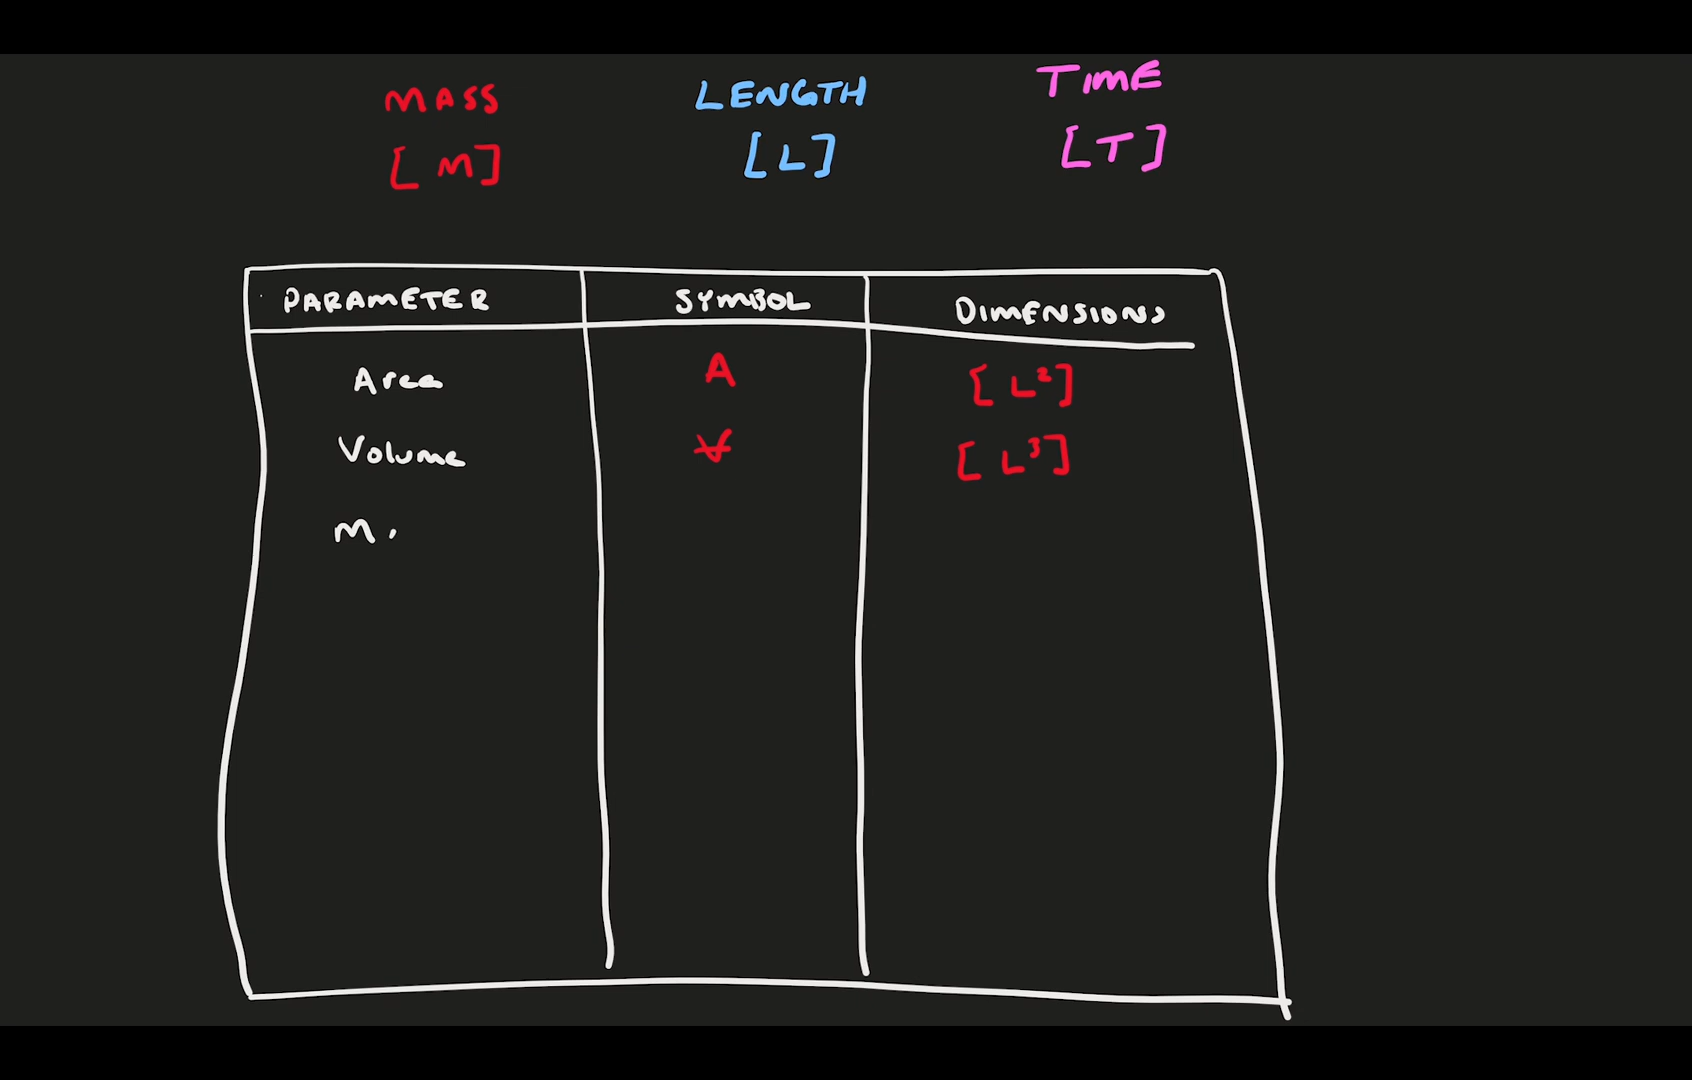 MASS LENGTH TIME
[M] [L] [T]
PARAMETER SYMBOL DIMENSIONS
Area A [L²]
Volume V [L³]
M